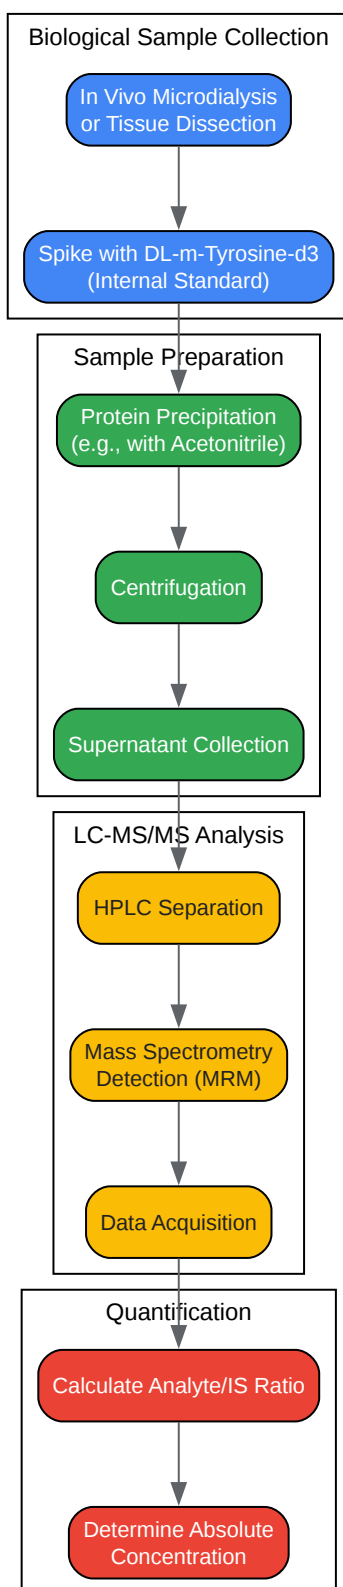 Biological Sample Collection
In Vivo Microdialysis
or Tissue Dissection
Spike with DL-m-Tyrosine-d3
(Internal Standard)
Sample Preparation
Protein Precipitation
(e.g., with Acetonitrile)
Centrifugation
Supernatant Collection
LC-MS/MS Analysis
HPLC Separation
Mass Spectrometry
Detection (MRM)
Data Acquisition
Quantification
Calculate Analyte/IS Ratio
Determine Absolute
Concentration